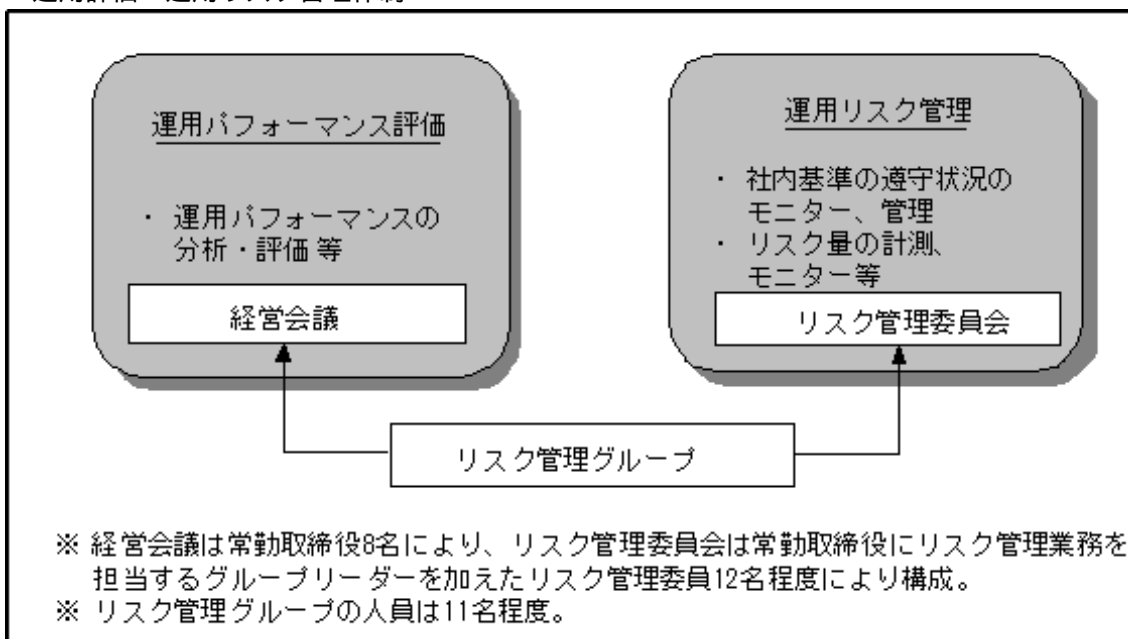 運用パフォーマンス評価
・ 運用パフォーマンスの
分析・評価 等
経営会議
運用リスク管理
・ 社内基準の遵守状況の
モニター、管理
・ リスク量の計測、
モニター等
リスク管理委員会
リスク管理グループ
※ 経営会議は常勤取締役8名により、リスク管理委員会は常勤取締役にリスク管理業務を
担当するグループリーダーを加えたリスク管理委員12名程度により構成。
※ リスク管理グループの人員は11名程度。